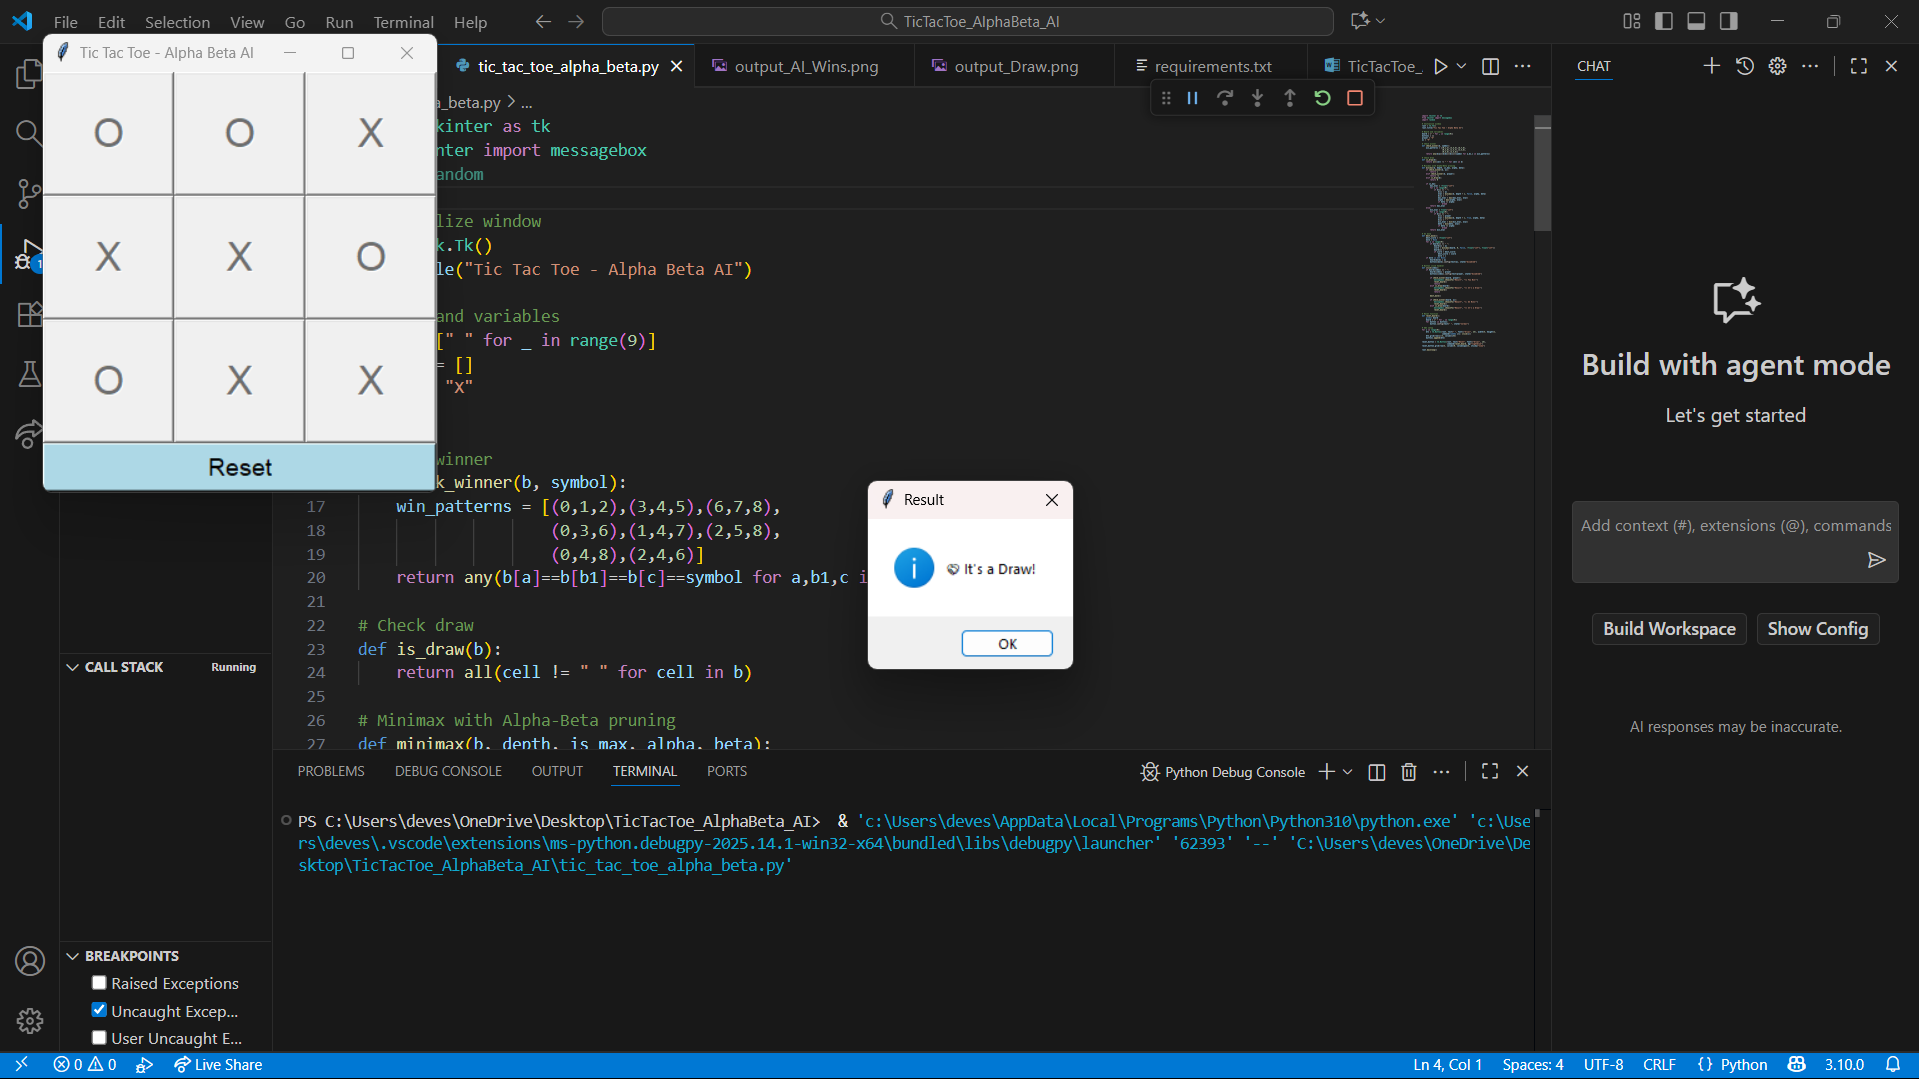 File Edit Selection View Go Run Terminal Help
TicTacToe_AlphaBeta_AI
Tic Tac Toe - Alpha Beta AI
O O X
X X O
O X X
Reset
tic_tac_toe_alpha_beta.py
output_AI_Wins.png
output_Draw.png
requirements.txt
TicTacToe_
a_beta.py > ...
kinter as tk
nter import messagebox
andom
lize window
k.Tk()
le("Tic Tac Toe - Alpha Beta AI")
and variables
[" " for _ in range(9)]
= []
"X"
winner
k_winner(b, symbol):
17 win_patterns = [(0,1,2),(3,4,5),(6,7,8),
18 (0,3,6),(1,4,7),(2,5,8),
19 (0,4,8),(2,4,6)]
20 return any(b[a]==b[b1]==b[c]==symbol for a,b1,c i
21
22 # Check draw
23 def is_draw(b):
24 return all(cell != " " for cell in b)
25
26 # Minimax with Alpha-Beta pruning
27 def minimax(b, depth, is_max, alpha, beta):
Result
It's a Draw!
OK
CALL STACK Running
BREAKPOINTS
Raised Exceptions
Uncaught Excep...
User Uncaught E...
PROBLEMS DEBUG CONSOLE OUTPUT TERMINAL PORTS
Python Debug Console
PS C:\Users\deves\OneDrive\Desktop\TicTacToe_AlphaBeta_AI> & 'c:\Users\deves\AppData\Local\Programs\Python\Python310\python.exe' 'c:\Use
rs\deves\.vscode\extensions\ms-python.debugpy-2025.14.1-win32-x64\bundled\libs\debugpy\launcher' '62393' '--' 'C:\Users\deves\OneDrive\De
sktop\TicTacToe_AlphaBeta_AI\tic_tac_toe_alpha_beta.py'
CHAT
Build with agent mode
Let's get started
Add context (#), extensions (@), commands
Build Workspace Show Config
AI responses may be inaccurate.
1
0 0 Live Share
Ln 4, Col 1 Spaces: 4 UTF-8 CRLF {} Python 3.10.0